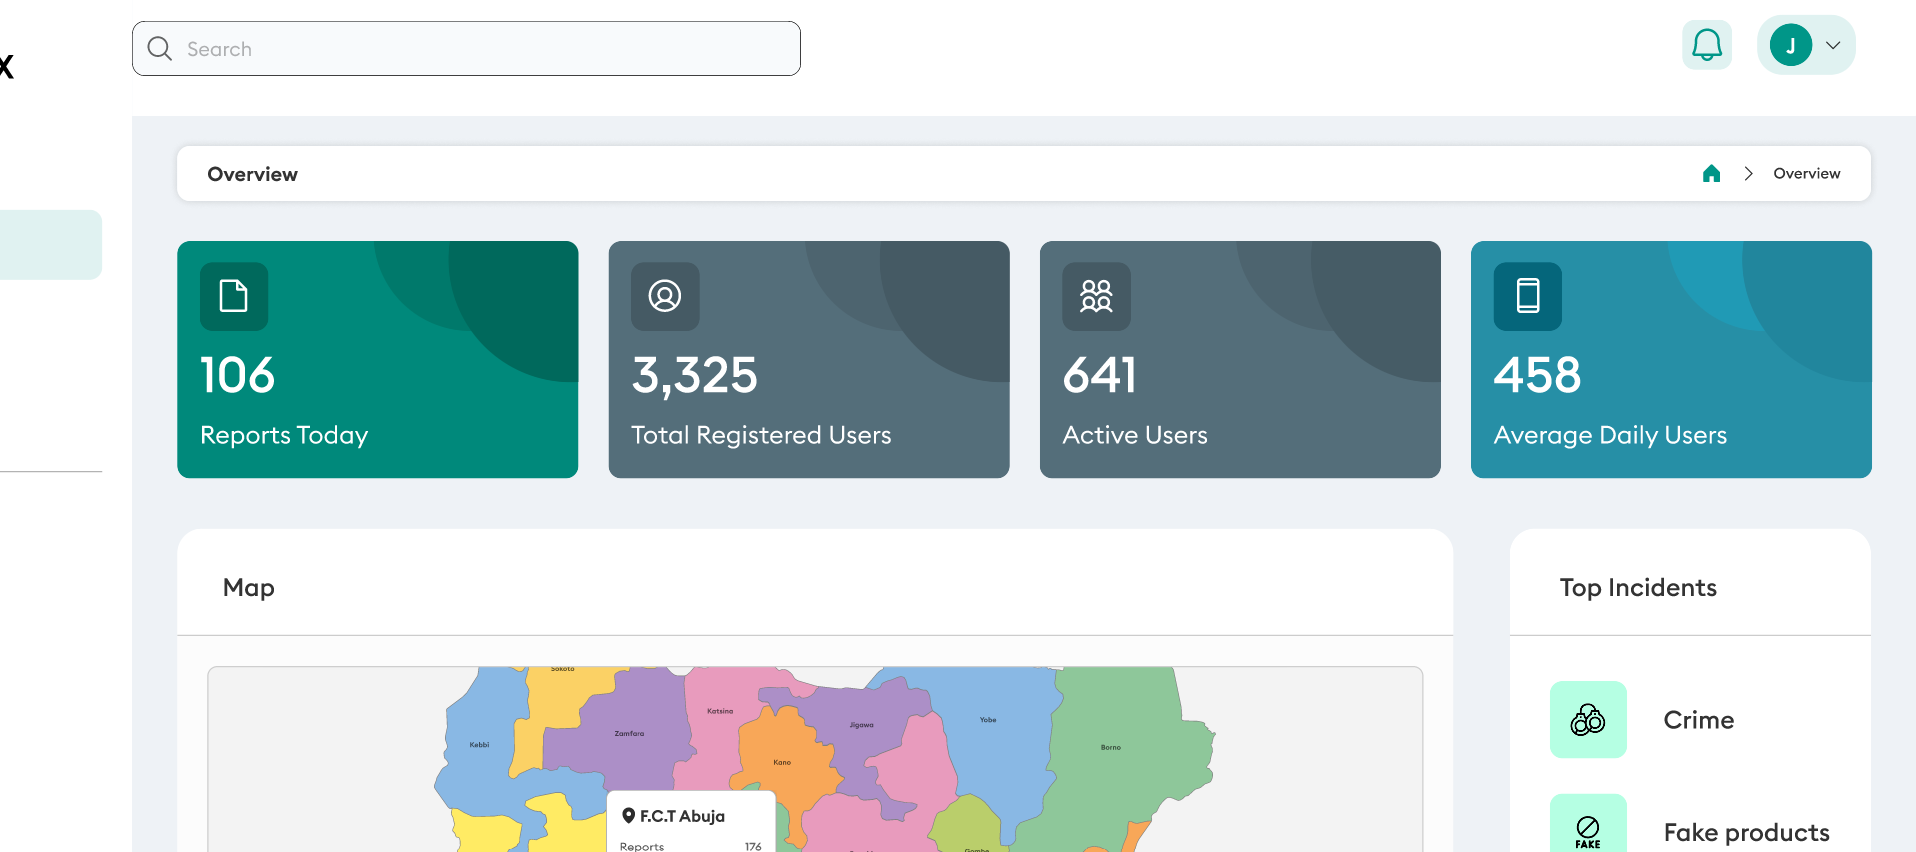 x
Search
J
Overview
Overview
106
Reports Today
3,325
Total Registered Users
641
Active Users
458
Average Daily Users
Map
Top Incidents
Sokoto
Katsina
Yobe
Jigawa
Zamfara
Kebbi
Borno
Kano
Crime
F.C.T Abuja
Reports 176
Gombe
FAKE
Fake products